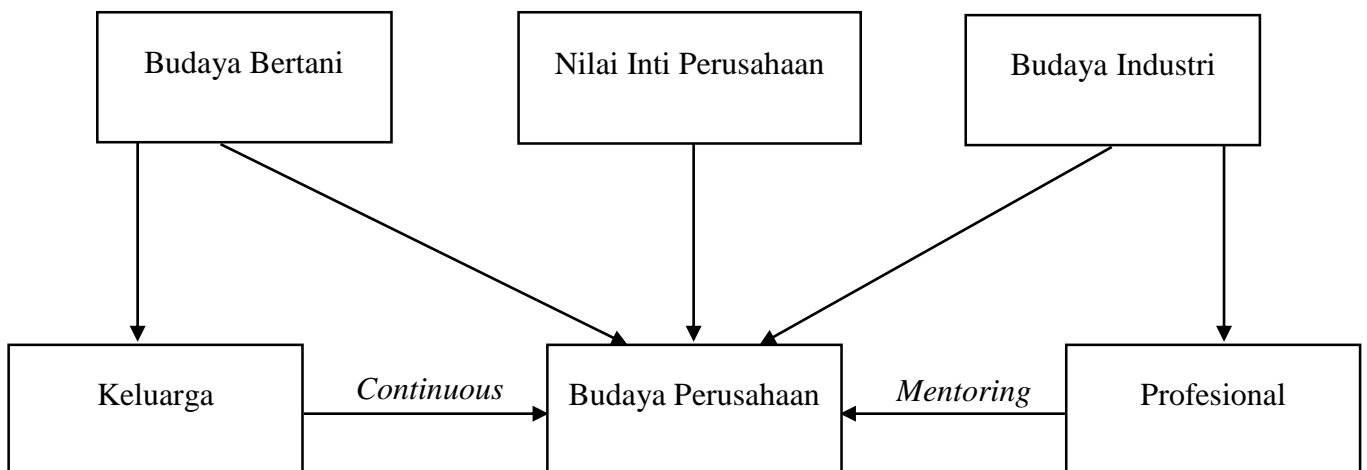 Budaya Bertani
Nilai Inti Perusahaan
Budaya Industri
Keluarga
Continuous
Budaya Perusahaan
Mentoring
Profesional